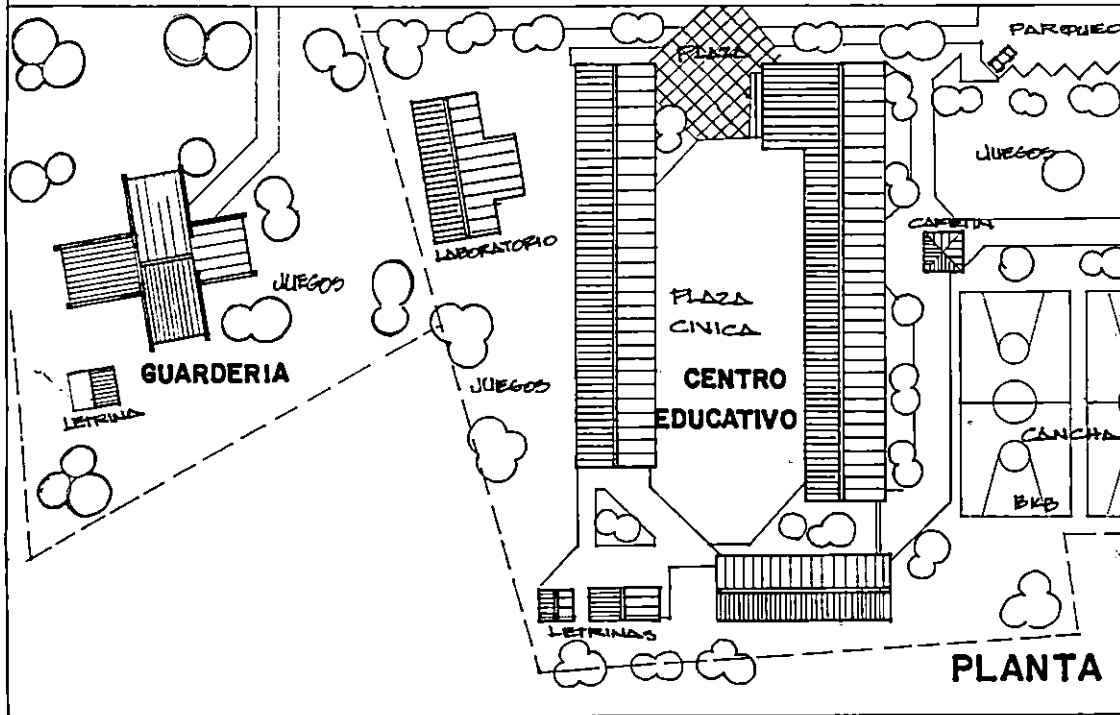 PARQUEO
PLAZA
JUEGOS
LABORATORIO
CAFETIN
JUEGOS
PLAZA
CIVICA
GUARDERIA
JUEGOS
CENTRO
EDUCATIVO
LETRINA
CANCHA
BKB
LETRINAS
PLANTA